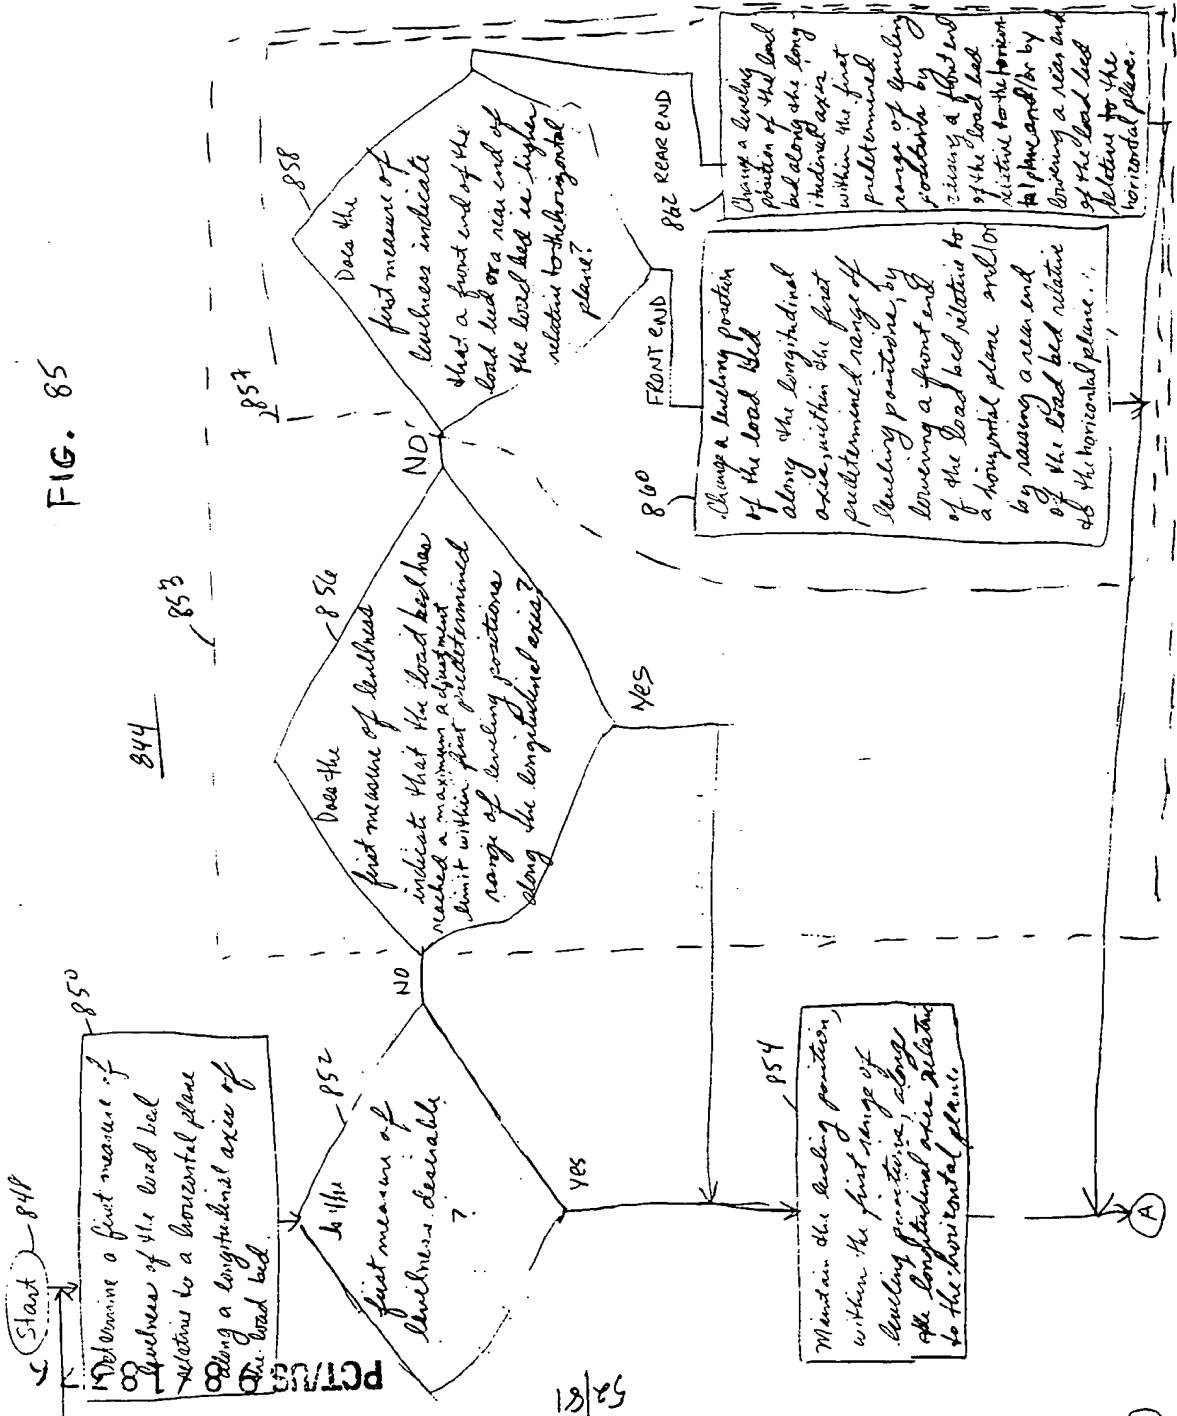 FIG. 85
844
Start
848
850
Determine a first measure of
levelness of the load bed
relative to a horizontal plane
along a longitudinal axis of
the load bed.
852
first measure of
levelness desirable
?
NO
Yes
853
856
Does the
first measure of levelness
indicate that the load bed has
reached a maximum adjustment
limit within first predetermined
range of leveling positions
along the longitudinal axis?
NO
Yes
857
858
Does the
first measure of
levelness indicate
that a front end of the
load bed or a rear end of
the load bed is higher
relative to the horizontal
plane?
FRONT END
862 REAR END
854
Maintain the leveling position,
within the first range of
leveling positions, along
the longitudinal axis relative
to the horizontal plane.
860
Change a leveling position
of the load bed
along the longitudinal
axis, within the first
predetermined range of
leveling positions, by
lowering a front end
of the load bed relative to
a horizontal plane and/or
by raising a rear end
of the load bed relative
to the horizontal plane.
Change a leveling
position of the load
bed along the long-
itudinal axis
within the first
predetermined
range of leveling
positions by
raising a front end
of the load bed
relative to the horizon-
tal plane and/or by
lowering a rear end
of the load bed
relative to the
horizontal plane.
A
PCT/US
52/81